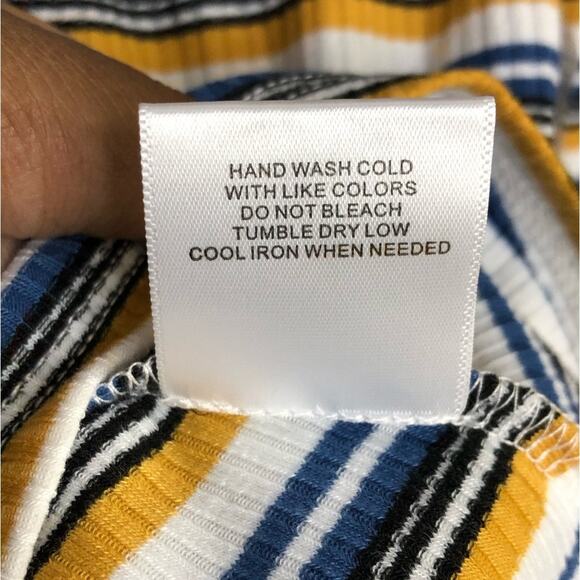 HAND WASH COLD
WITH LIKE COLORS
DO NOT BLEACH
TUMBLE DRY LOW
COOL IRON WHEN NEEDED